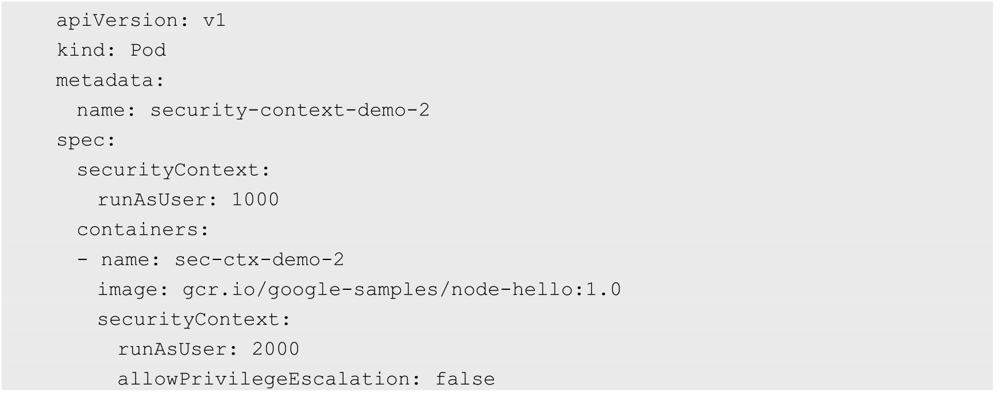 apiVersion: v1
kind: Pod
metadata:
  name: security-context-demo-2
spec:
  securityContext:
    runAsUser: 1000
  containers:
  - name: sec-ctx-demo-2
    image: gcr.io/google-samples/node-hello:1.0
    securityContext:
      runAsUser: 2000
      allowPrivilegeEscalation: false